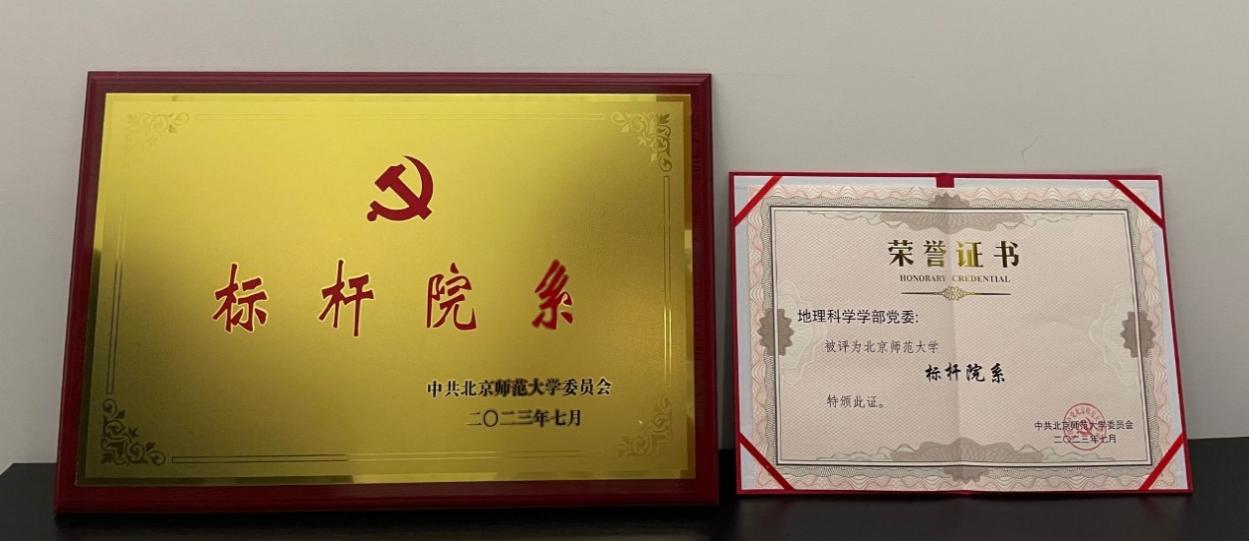 标杆院系
中共北京师范大学委员会
二〇二三年七月
荣誉证书
HONORARY CREDENTIAL
地理科学学部党委:
被评为北京师范大学
标杆院系
特颁此证。
中共北京师范大学委员会
二〇二三年七月